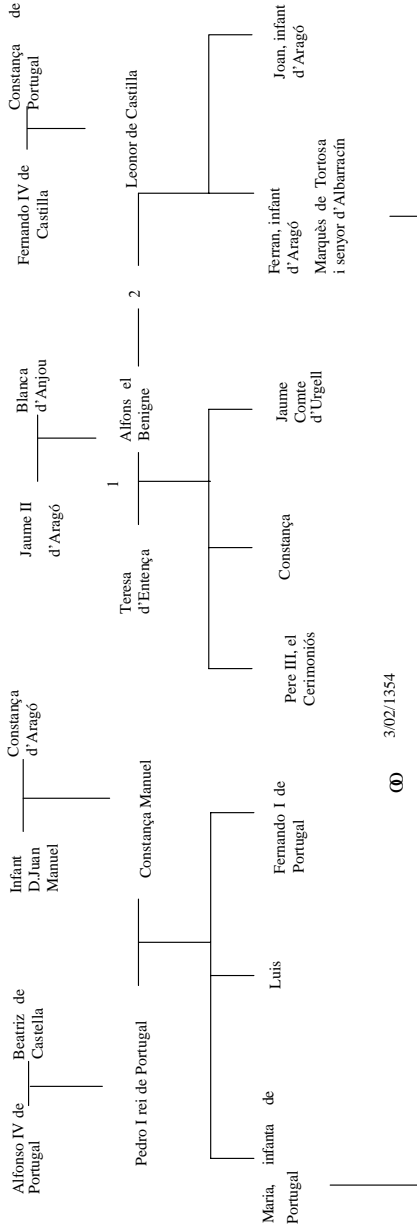 Alfonso IV de
Portugal
Beatriz de
Castella
Infant
D.Juan
Manuel
Constança
d'Aragó
Jaume II
d'Aragó
Blanca
d'Anjou
Fernando IV de
Castilla
Constança de
Portugal
Pedro I rei de Portugal
Constança Manuel
Teresa
d'Entença
1
Alfons el
Benigne
2
Leonor de Castilla
Maria, infanta de
Portugal
Luis
Fernando I de
Portugal
Pere III, el
Cerimoniós
Constança
Jaume
Comte
d'Urgell
Ferran, infant
d'Aragó
Marquès de Tortosa
i senyor d'Albarracín
Joan, infant
d'Aragó
3/02/1354